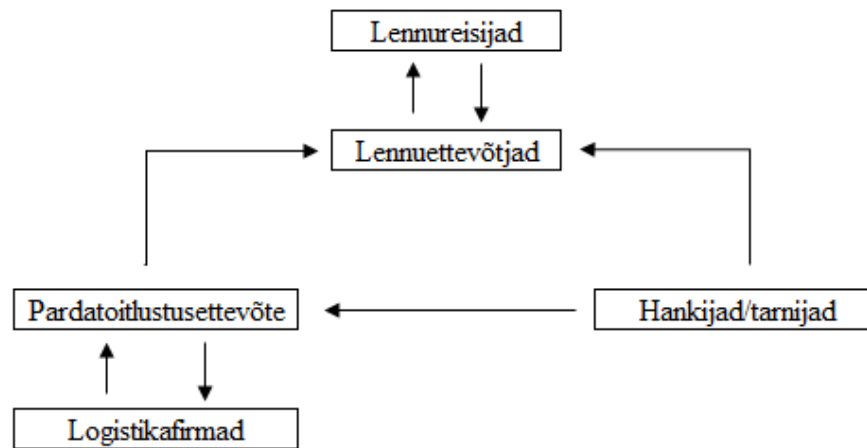 Lennureisijad
Lennuettevõtjad
Pardatoitlustusettevõte
Hankijad/tarnijad
Logistikafirmad